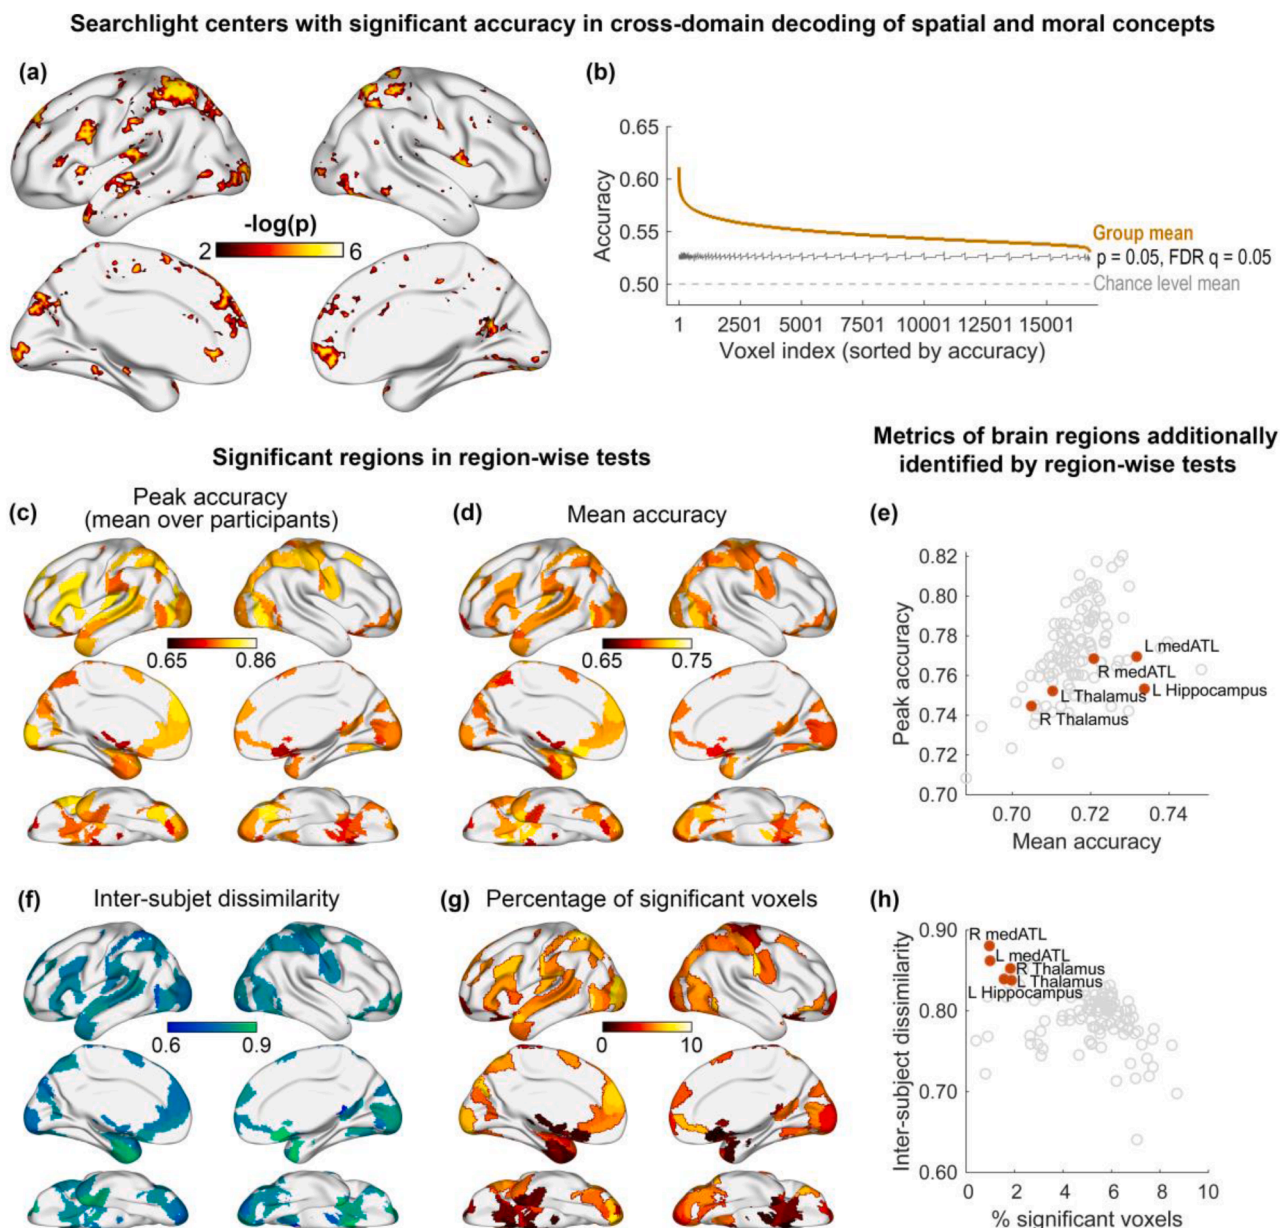 Searchlight centers with significant accuracy in cross-domain decoding of spatial and moral concepts
(a)
-log(p)
2
6
(b)
0.65
0.60
0.55
0.50
Accuracy
Group mean
p = 0.05, FDR q = 0.05
Chance level mean
1
2501
5001
7501
10001
12501
15001
Voxel index (sorted by accuracy)
Significant regions in region-wise tests
Metrics of brain regions additionally
identified by region-wise tests
(c)
Peak accuracy
(mean over participants)
0.65
0.86
(d)
Mean accuracy
0.65
0.75
(e)
0.82
0.80
0.78
0.76
0.74
0.72
0.70
Peak accuracy
L medATL
R medATL
L Thalamus
L Hippocampus
R Thalamus
0.70
0.72
0.74
Mean accuracy
(f)
Inter-subjet dissimilarity
0.6
0.9
(g)
Percentage of significant voxels
0
10
(h)
0.90
0.80
0.70
0.60
Inter-subject dissimilarity
R medATL
L medATL
R Thalamus
L Thalamus
L Hippocampus
0
2
4
6
8
10
% significant voxels